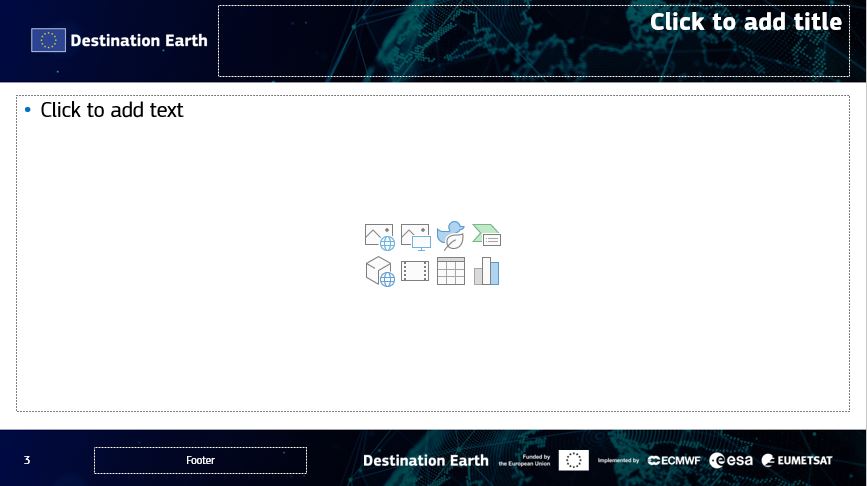 Destination Earth
Click to add title
• Click to add text
3
Footer
Destination Earth
Funded by
the European Union
Implemented by
ECMWF
esa
EUMETSAT